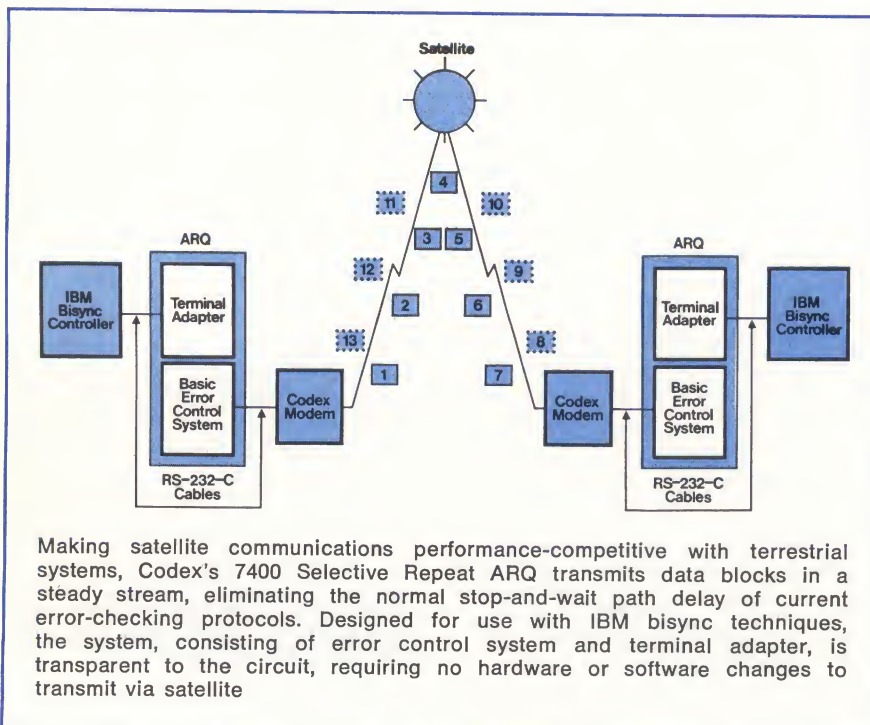 Satellite
4
11
10
3
5
12
9
2
6
13
8
1
7
ARQ
IBM
Bisync
Controller
Terminal
Adapter
Basic
Error
Control
System
Codex
Modem
RS-232-C
Cables
ARQ
Terminal
Adapter
IBM
Bisync
Controller
Codex
Modem
Basic
Error
Control
System
RS-232-C
Cables
Making satellite communications performance-competitive with terrestrial
systems, Codex's 7400 Selective Repeat ARQ transmits data blocks in a
steady stream, eliminating the normal stop-and-wait path delay of current
error-checking protocols. Designed for use with IBM bisync techniques,
the system, consisting of error control system and terminal adapter, is
transparent to the circuit, requiring no hardware or software changes to
transmit via satellite